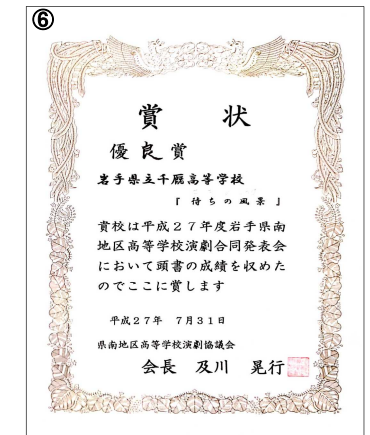 ⑥
賞状
優良賞
岩手県立千厩高等学校
『待ちの風景』
貴校は平成27年度岩手県南
地区高等学校演劇合同発表会
において頭書の成績を収めた
のでここに賞します
平成27年 7月31日
県南地区高等学校演劇協議会
会長 及川 晃行